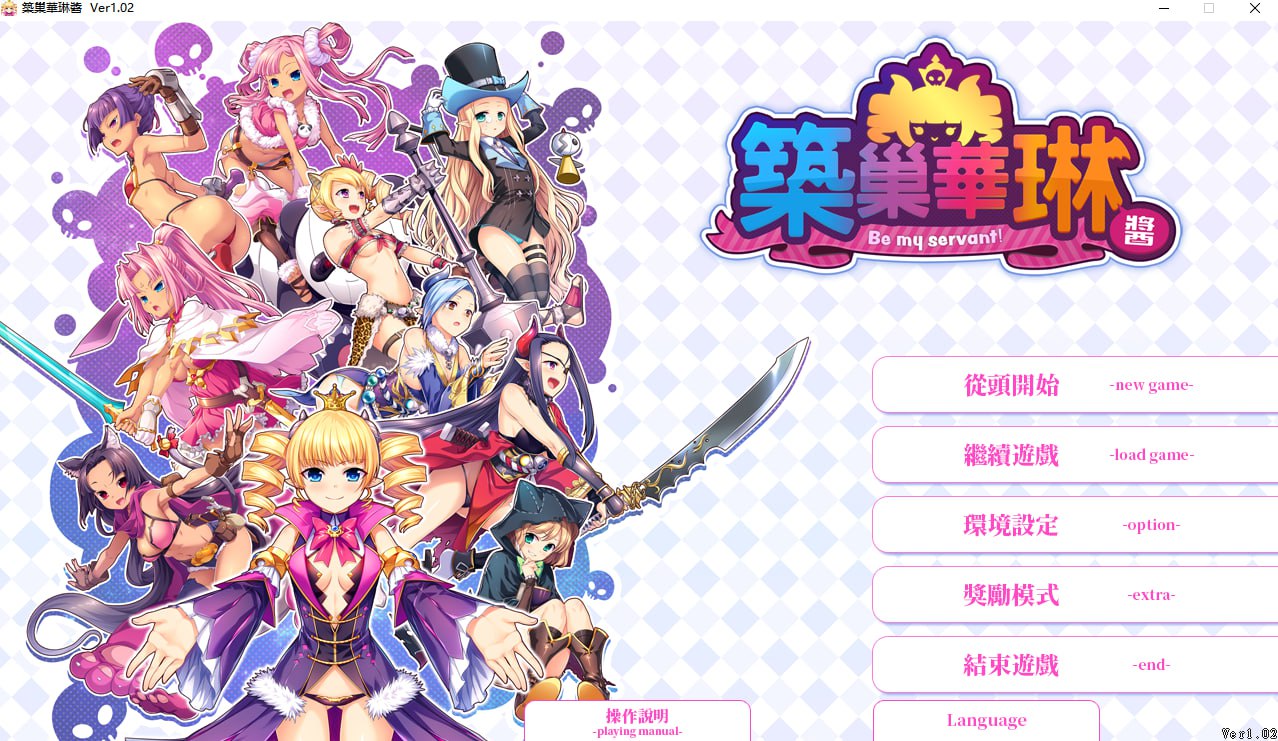 築巢華琳醬 Ver1.02
築巢華琳
醬
Be my servant!
從頭開始 -new game-
繼續遊戲 -load game-
環境設定 -option-
獎勵模式 -extra-
結束遊戲 -end-
操作說明
-playing manual-
Language
Ver1.02